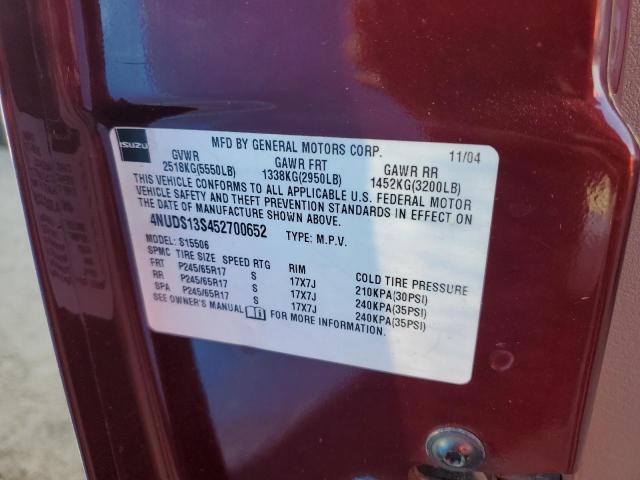 ISUZU MFD BY GENERAL MOTORS CORP. 11/04
GVWR GAWR FRT GAWR RR
2518KG(5550LB) 1338KG(2950LB) 1452KG(3200LB)
THIS VEHICLE CONFORMS TO ALL APPLICABLE U.S. FEDERAL MOTOR
VEHICLE SAFETY AND THEFT PREVENTION STANDARDS IN EFFECT ON
THE DATE OF MANUFACTURE SHOWN ABOVE.
4NUDS13S452700652 TYPE: M.P.V.
MODEL: S15506
SPMC TIRE SIZE SPEED RTG RIM COLD TIRE PRESSURE
FRT P245/65R17 S 17X7J 210KPA(30PSI)
RR P245/65R17 S 17X7J 240KPA(35PSI)
SPA P245/65R17 S 17X7J 240KPA(35PSI)
SEE OWNER'S MANUAL FOR MORE INFORMATION.